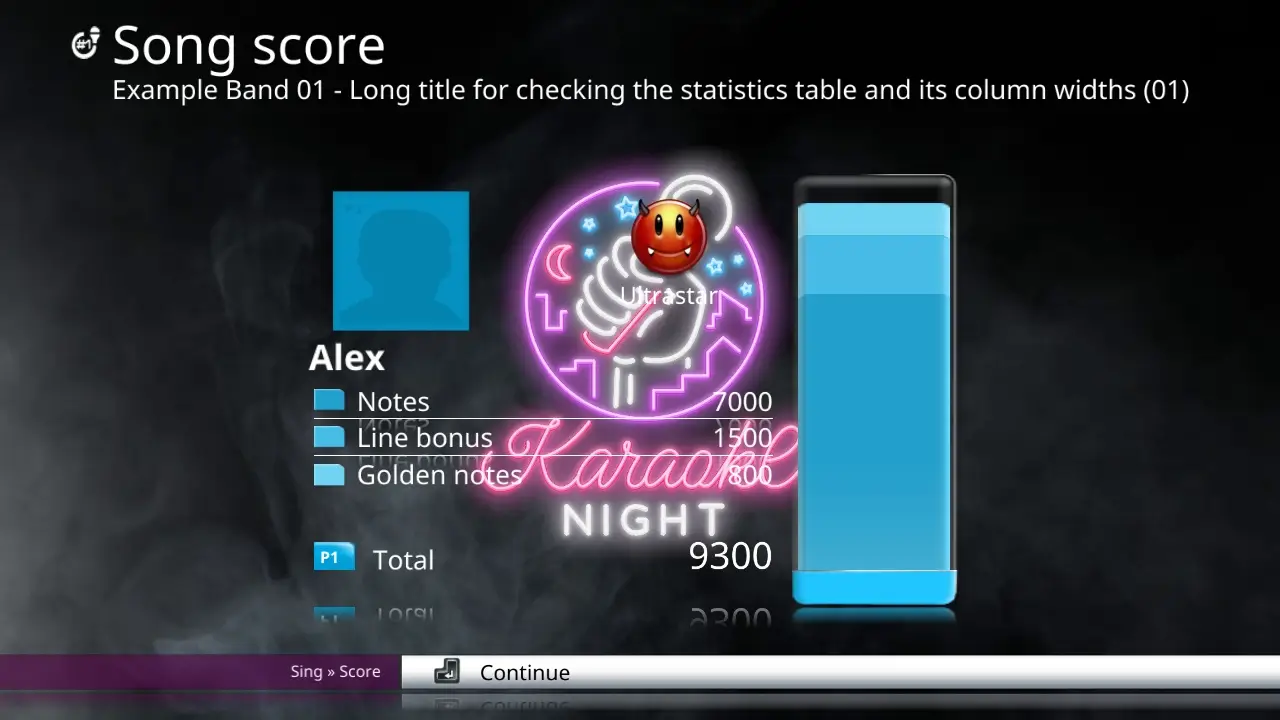 #1
Song score
Example Band 01 - Long title for checking the statistics table and its column widths (01)
Ultrastar
Alex
Notes 7000
Line bonus 1500
Golden notes 800
Karaoke
NIGHT
P1 Total 9300
Sing » Score
Continue